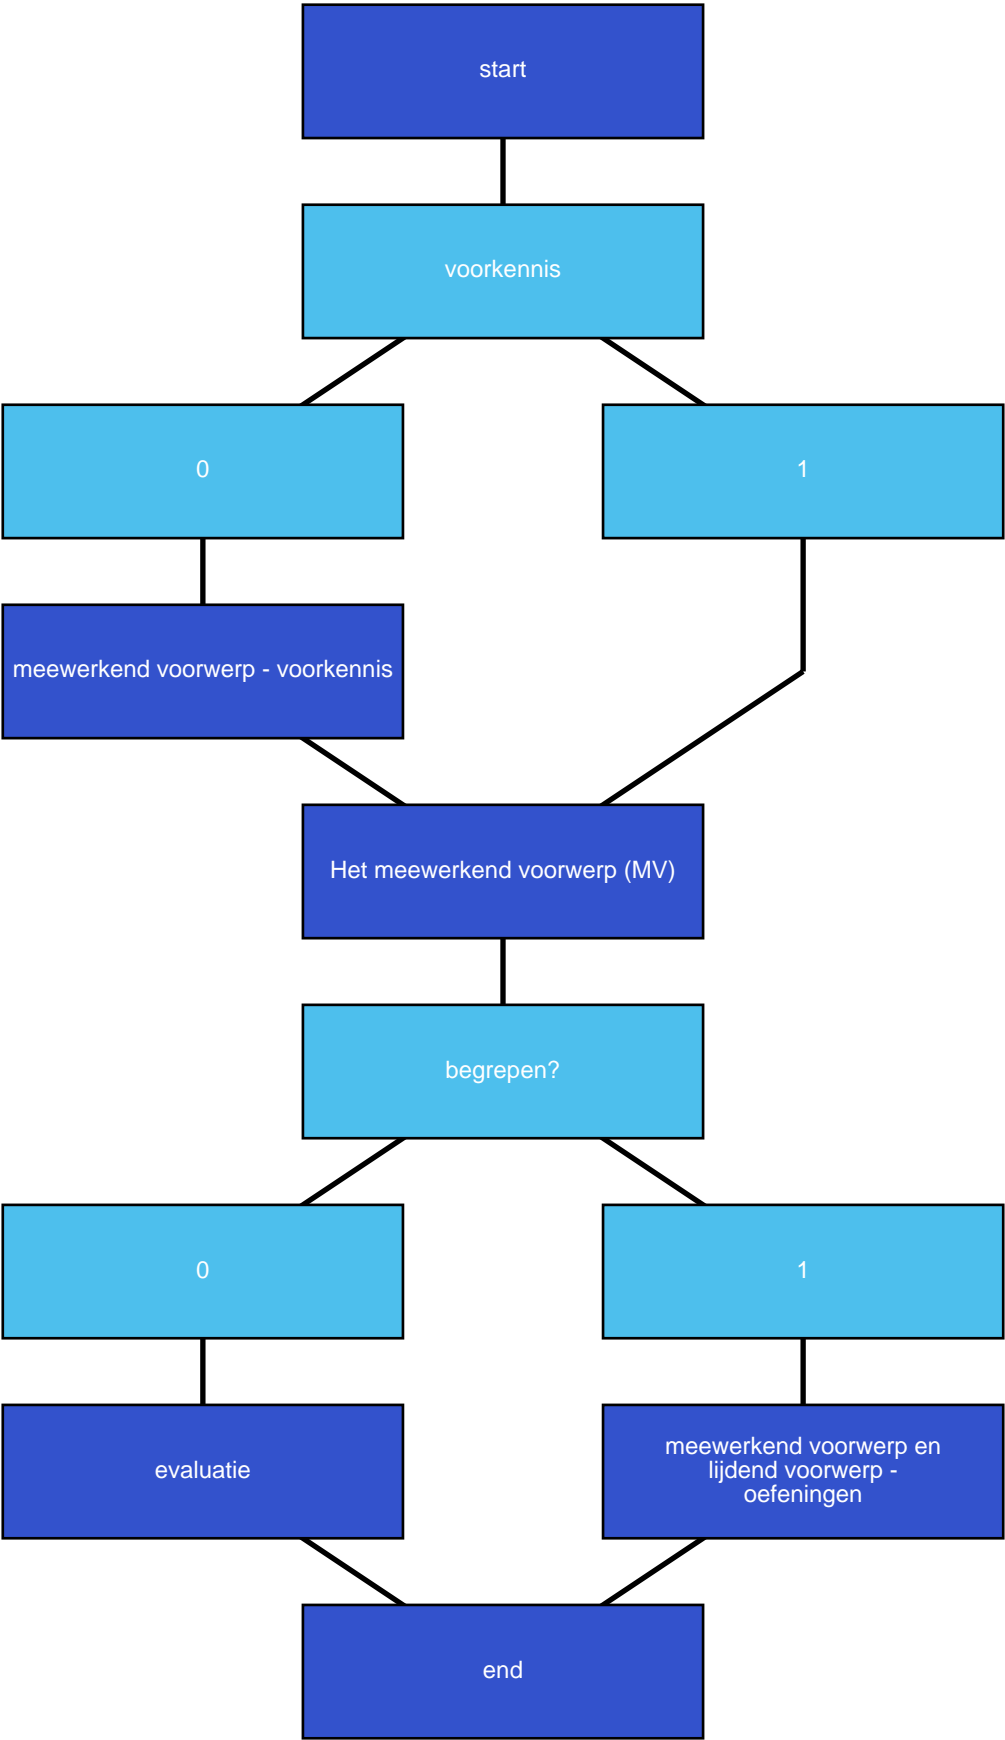 start
voorkennis
0
1
meewerkend voorwerp - voorkennis
Het meewerkend voorwerp (MV)
begrepen?
0
1
evaluatie
meewerkend voorwerp en
lijdend voorwerp -
oefeningen
end